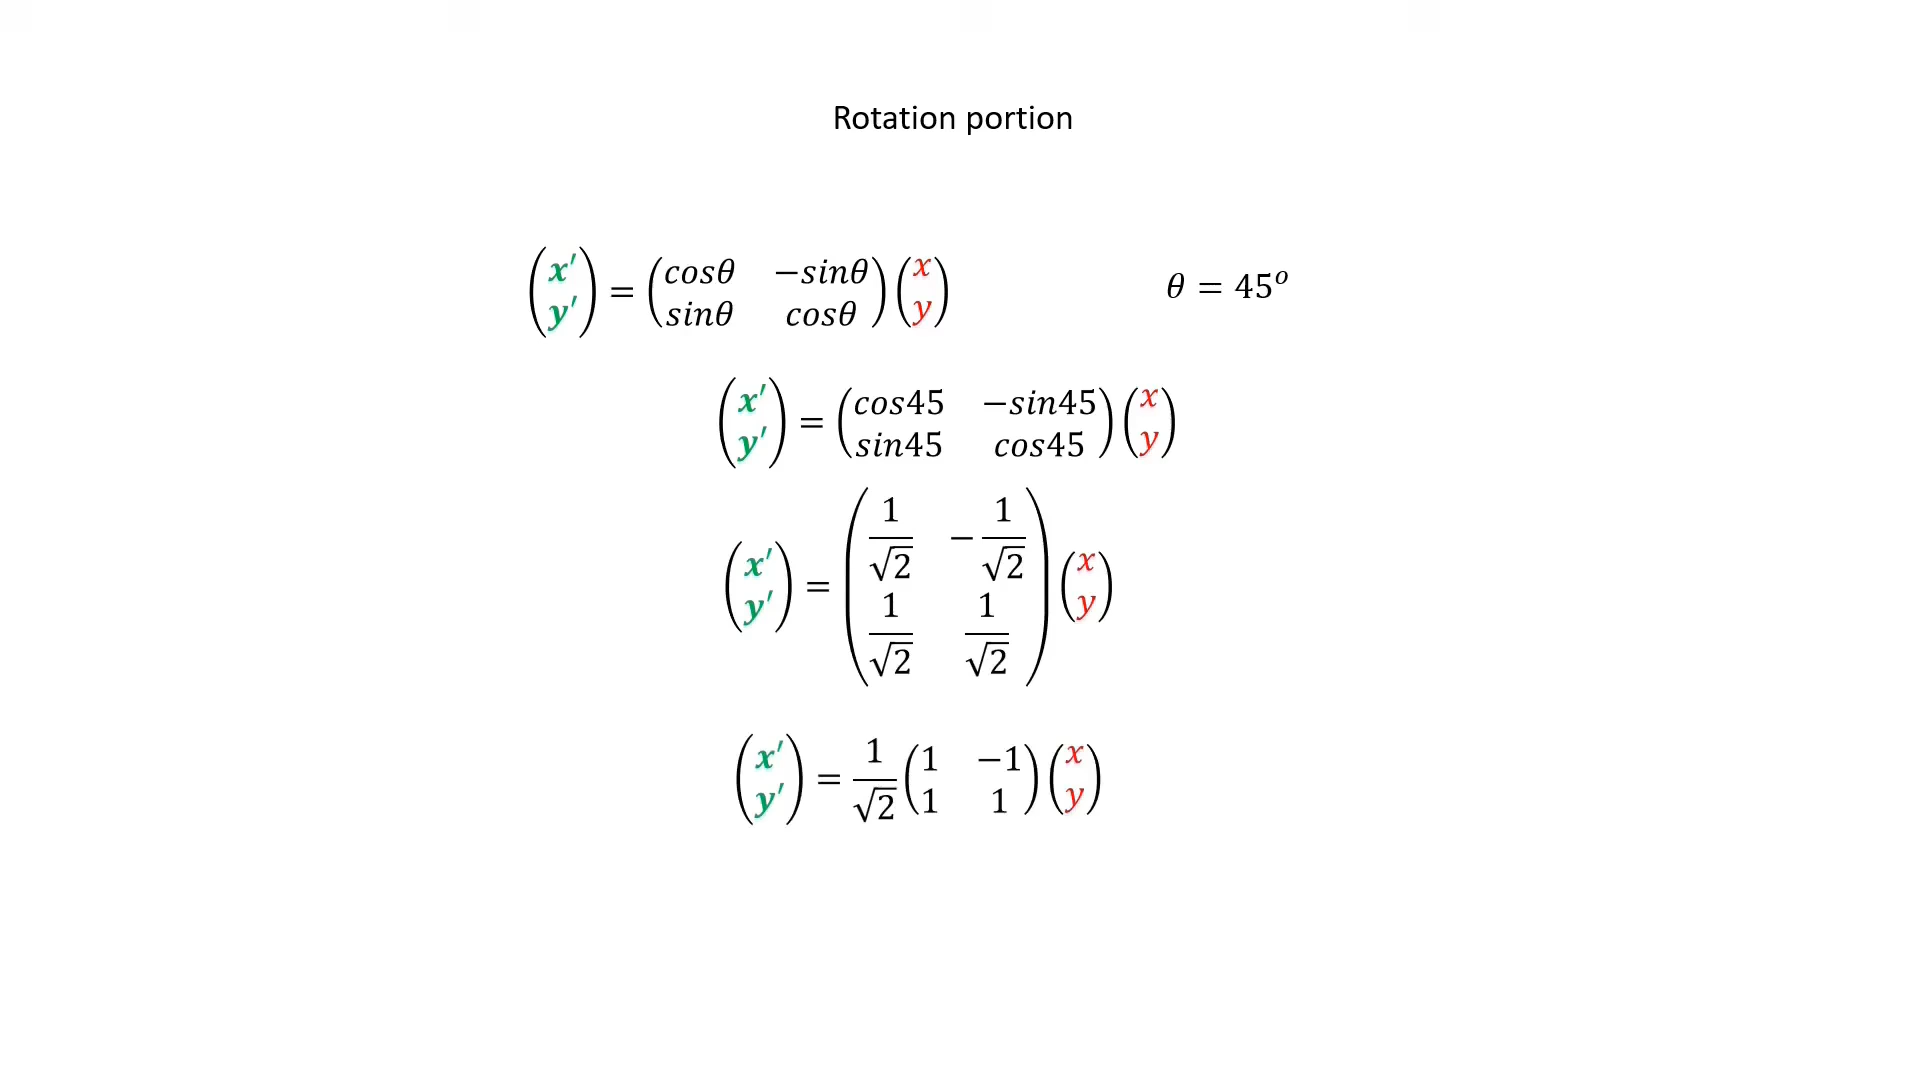 Rotation portion
(x′ y′) = (cosθ −sinθ sinθ cosθ)(x y) θ = 45°
(x′ y′) = (cos45 −sin45 sin45 cos45)(x y)
(x′ y′) = (1/√2 −1/√2 1/√2 1/√2)(x y)
(x′ y′) = 1/√2 (1 −1 1 1)(x y)